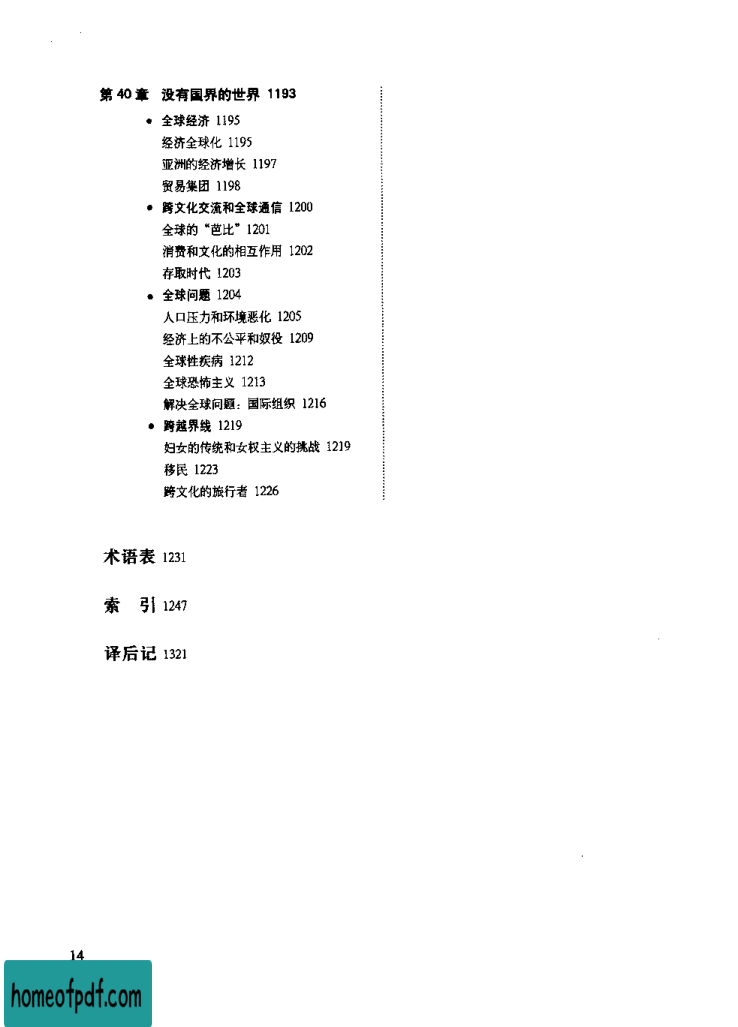 第 40 章 没有国界的世界 1193
• 全球经济 1195
经济全球化 1195
亚洲的经济增长 1197
贸易集团 1198
• 跨文化交流和全球通信 1200
全球的“芭比” 1201
消费和文化的相互作用 1202
存取时代 1203
• 全球问题 1204
人口压力和环境恶化 1205
经济上的不公平和奴役 1209
全球性疾病 1212
全球恐怖主义 1213
解决全球问题：国际组织 1216
• 跨越界线 1219
妇女的传统和女权主义的挑战 1219
移民 1223
跨文化的旅行者 1226
术语表 1231
索 引 1247
译后记 1321
14
homeofpdf.com